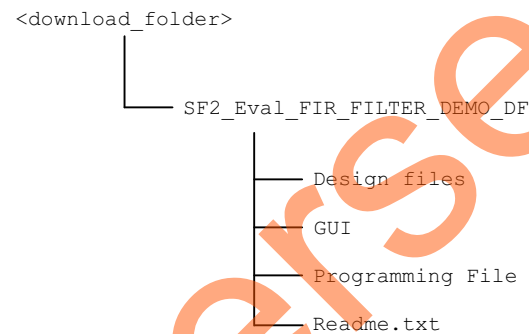 <download_folder>
SF2_Eval_FIR_FILTER_DEMO_DF
Design files
GUI
Programming File
Readme.txt